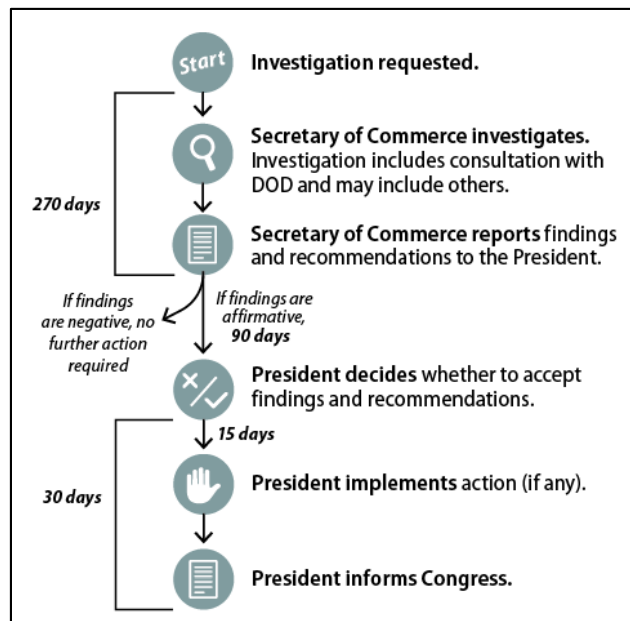 Start
Investigation requested.
Secretary of Commerce investigates.
Investigation includes consultation with
DOD and may include others.
270 days
Secretary of Commerce reports findings
and recommendations to the President.
If findings
are negative, no
further action
required
If findings are
affirmative,
90 days
President decides whether to accept
findings and recommendations.
15 days
30 days
President implements action (if any).
President informs Congress.